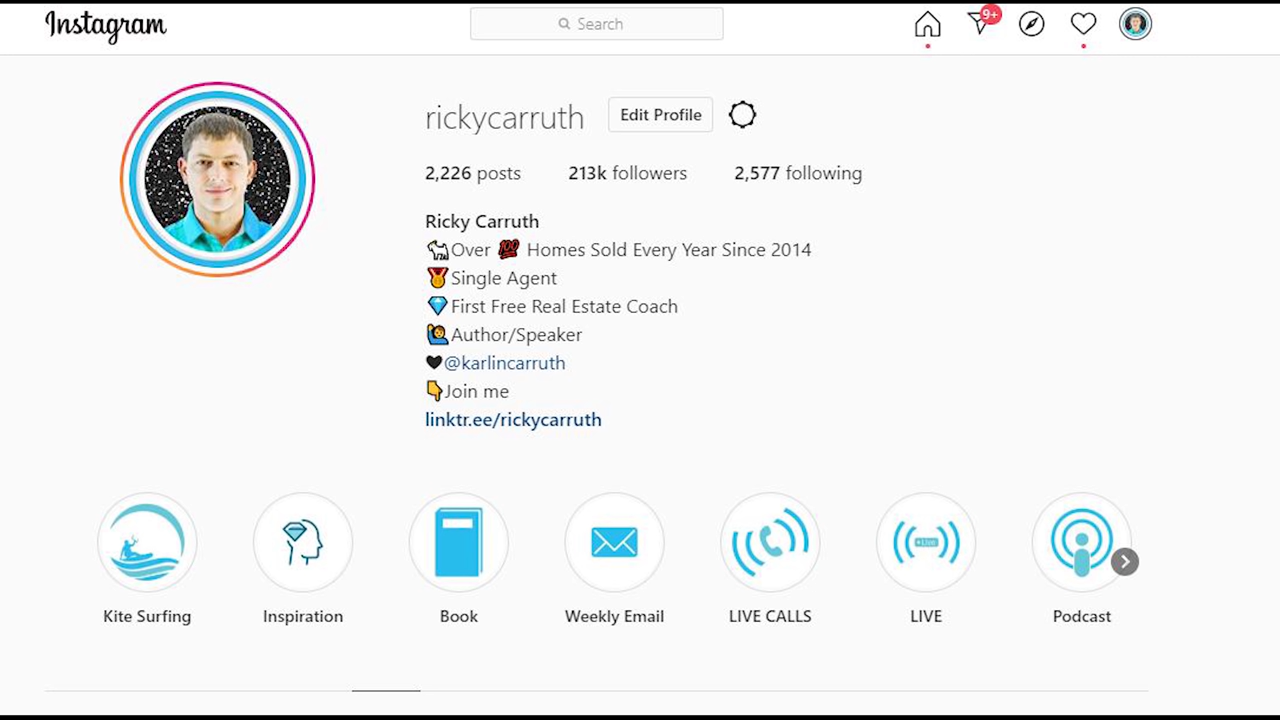 Instagram
Search
9+
rickycarruth
Edit Profile
2,226 posts
213k followers
2,577 following
Ricky Carruth
🐐Over 💯 Homes Sold Every Year Since 2014
🏅Single Agent
💎First Free Real Estate Coach
🙋‍♂️Author/Speaker
🖤@karlincarruth
👇Join me
linktr.ee/rickycarruth
Live
Kite Surfing
Inspiration
Book
Weekly Email
LIVE CALLS
LIVE
Podcast